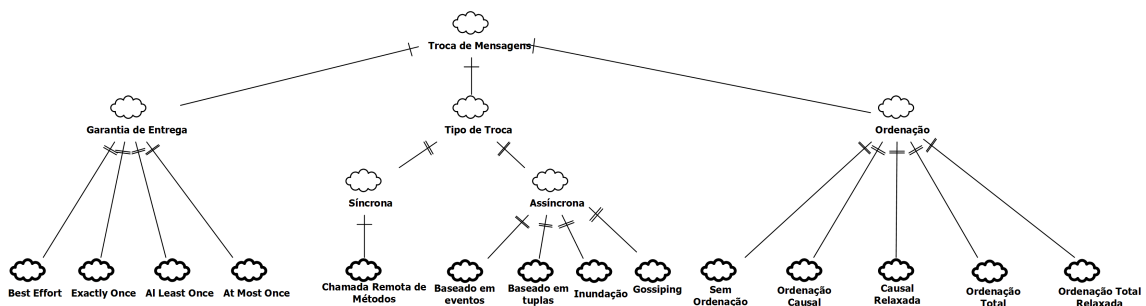 Troca de Mensagens
Garantia de Entrega
Tipo de Troca
Ordenação
Síncrona
Assíncrona
Best Effort
Exactly Once
Al Least Once
At Most Once
Chamada Remota de
Métodos
Baseado em
eventos
Baseado em
tuplas
Inundação
Gossiping
Sem
Ordenação
Ordenação
Causal
Causal
Relaxada
Ordenação
Total
Ordenação Total
Relaxada